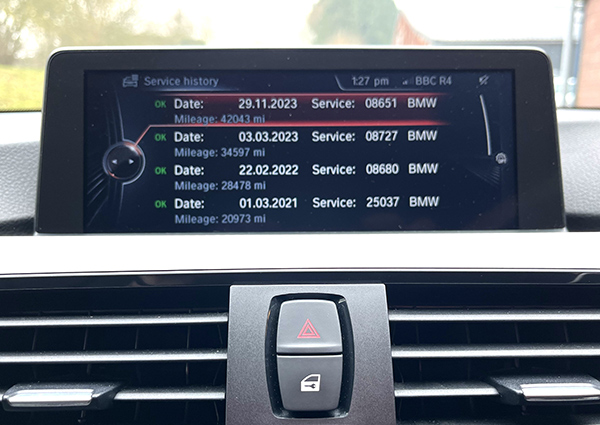 Service history 1:27 pm BBC R4
OK Date: 29.11.2023 Service: 08651 BMW
Mileage: 42043 mi
OK Date: 03.03.2023 Service: 08727 BMW
Mileage: 34597 mi
OK Date: 22.02.2022 Service: 08680 BMW
Mileage: 28478 mi
OK Date: 01.03.2021 Service: 25037 BMW
Mileage: 20973 mi